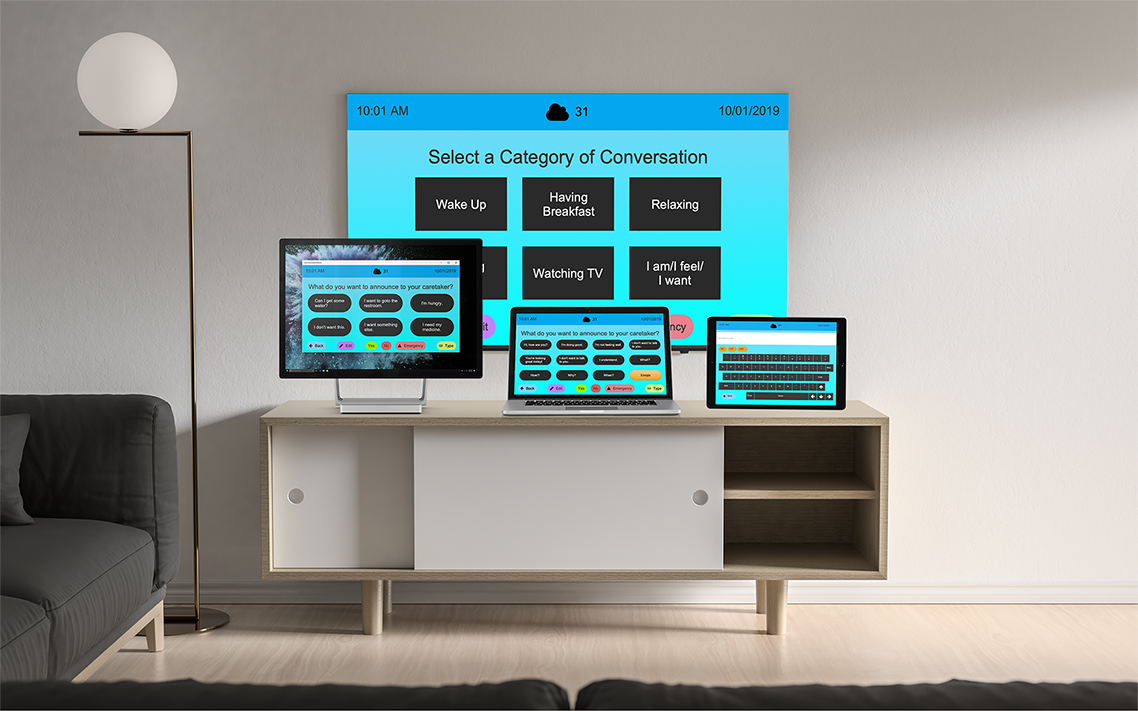 10:01 AM
31
10/01/2019
Select a Category of Conversation
Wake Up
Having
Breakfast
Relaxing
Watching TV
I am/I feel/
I want
10:01 AM
31
10/01/2019
What do you want to announce to your caretaker?
Can I get some
water?
I want to goto the
restroom.
I'm hungry.
I don't want this.
I want something
else.
I need my
medicine.
Back
Edit
Yes
No
Emergency
Type
10:01 AM
31
10/01/2019
What do you want to announce to your caretaker?
Hi, how are you?
I'm doing good.
I'm not feeling well.
I don't want to talk
to you.
You're looking
great today!
I don't want to talk
to you.
I understand.
What?
How?
Why?
When?
Back
Edit
Yes
No
Emergency
Type